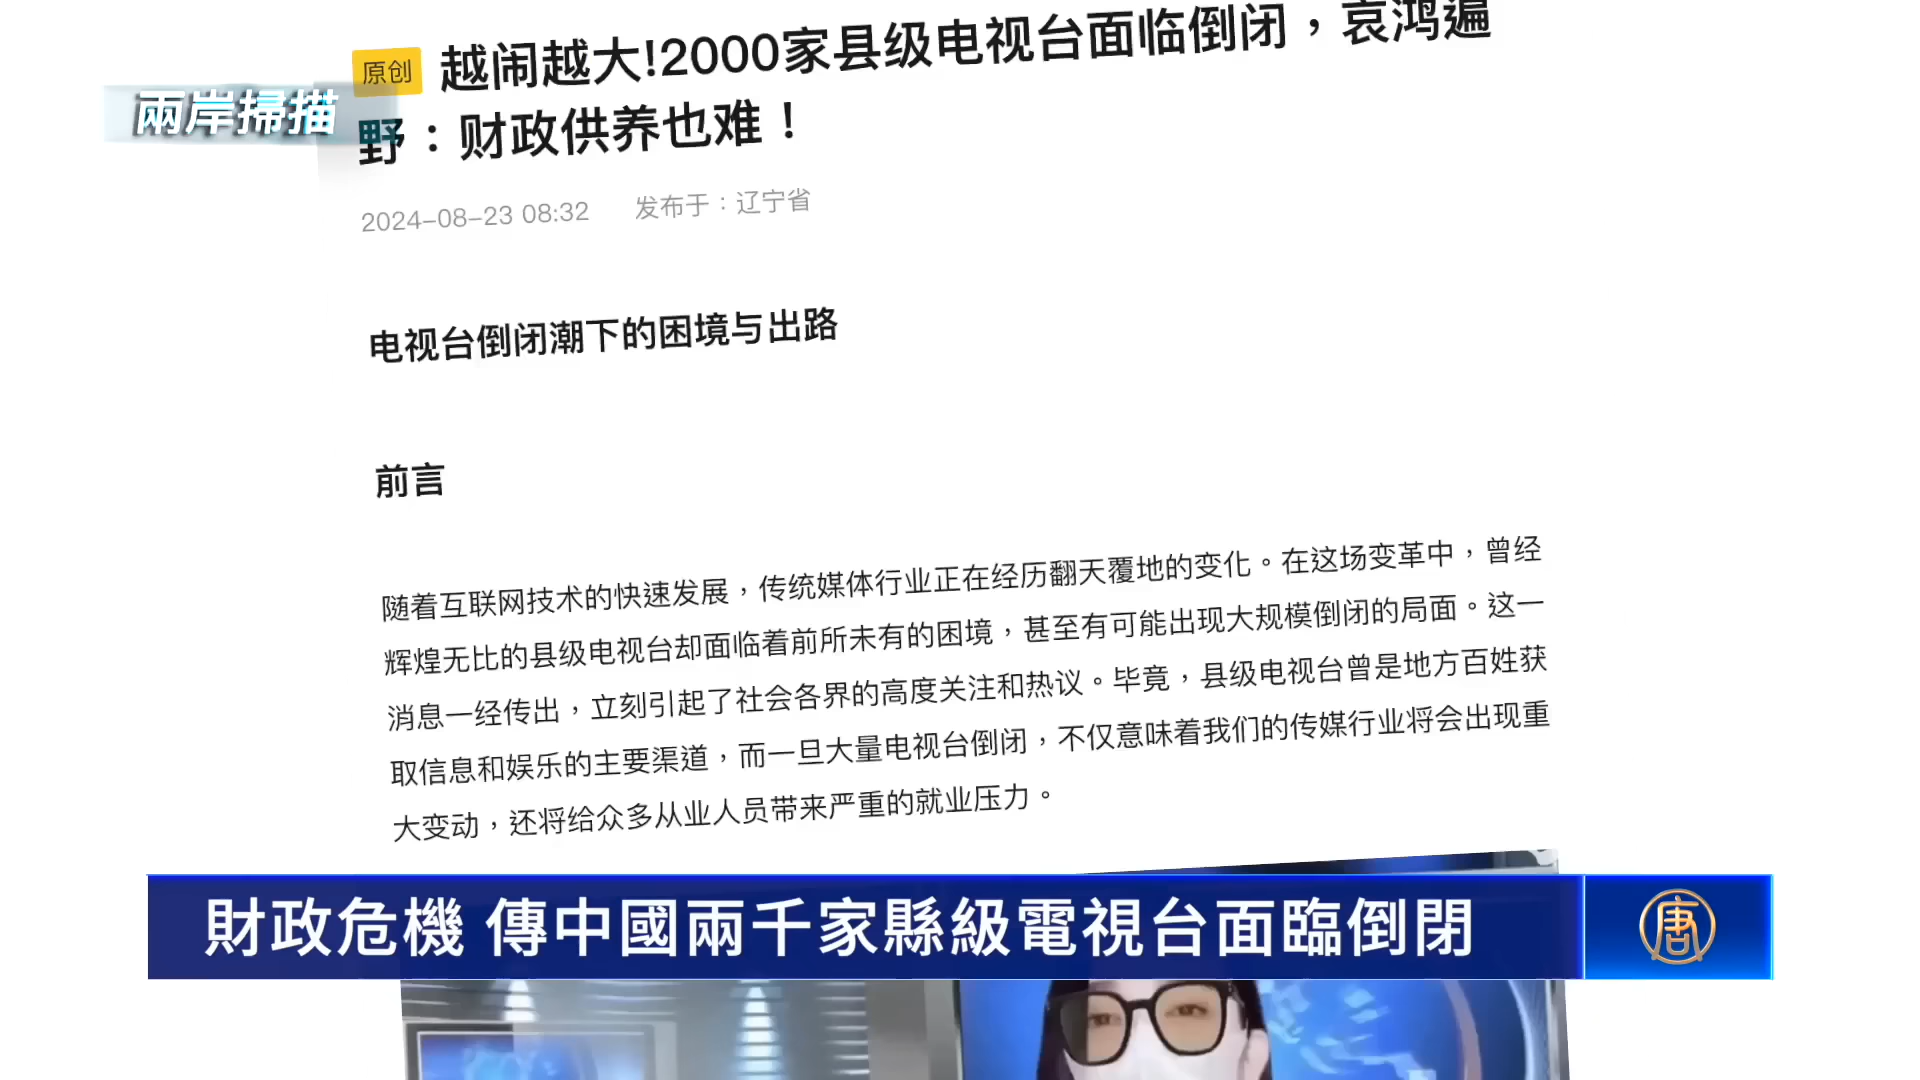 原创 越闹越大!2000家县级电视台面临倒闭，哀鸿遍
兩岸掃描
野：财政供养也难！
2024-08-23 08:32 发布于：辽宁省
电视台倒闭潮下的困境与出路
前言
随着互联网技术的快速发展，传统媒体行业正在经历翻天覆地的变化。在这场变革中，曾经
辉煌无比的县级电视台却面临着前所未有的困境，甚至有可能出现大规模倒闭的局面。这一
消息一经传出，立刻引起了社会各界的高度关注和热议。毕竟，县级电视台曾是地方百姓获
取信息和娱乐的主要渠道，而一旦大量电视台倒闭，不仅意味着我们的传媒行业将会出现重
大变动，还将给众多从业人员带来严重的就业压力。
財政危機 傳中國兩千家縣級電視台面臨倒閉
唐